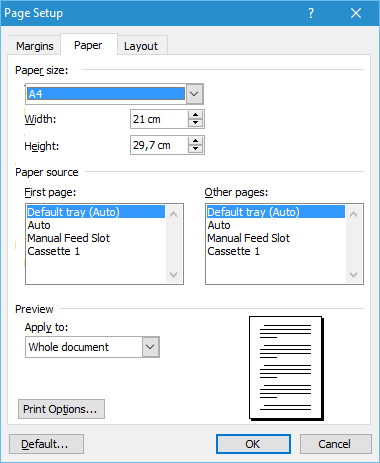 Page Setup
Margins Paper Layout
Paper size:
A4
Width: 21 cm
Height: 29,7 cm
Paper source
First page: Other pages:
Default tray (Auto) Default tray (Auto)
Auto Auto
Manual Feed Slot Manual Feed Slot
Cassette 1 Cassette 1
Preview
Apply to:
Whole document
Print Options...
Default... OK Cancel